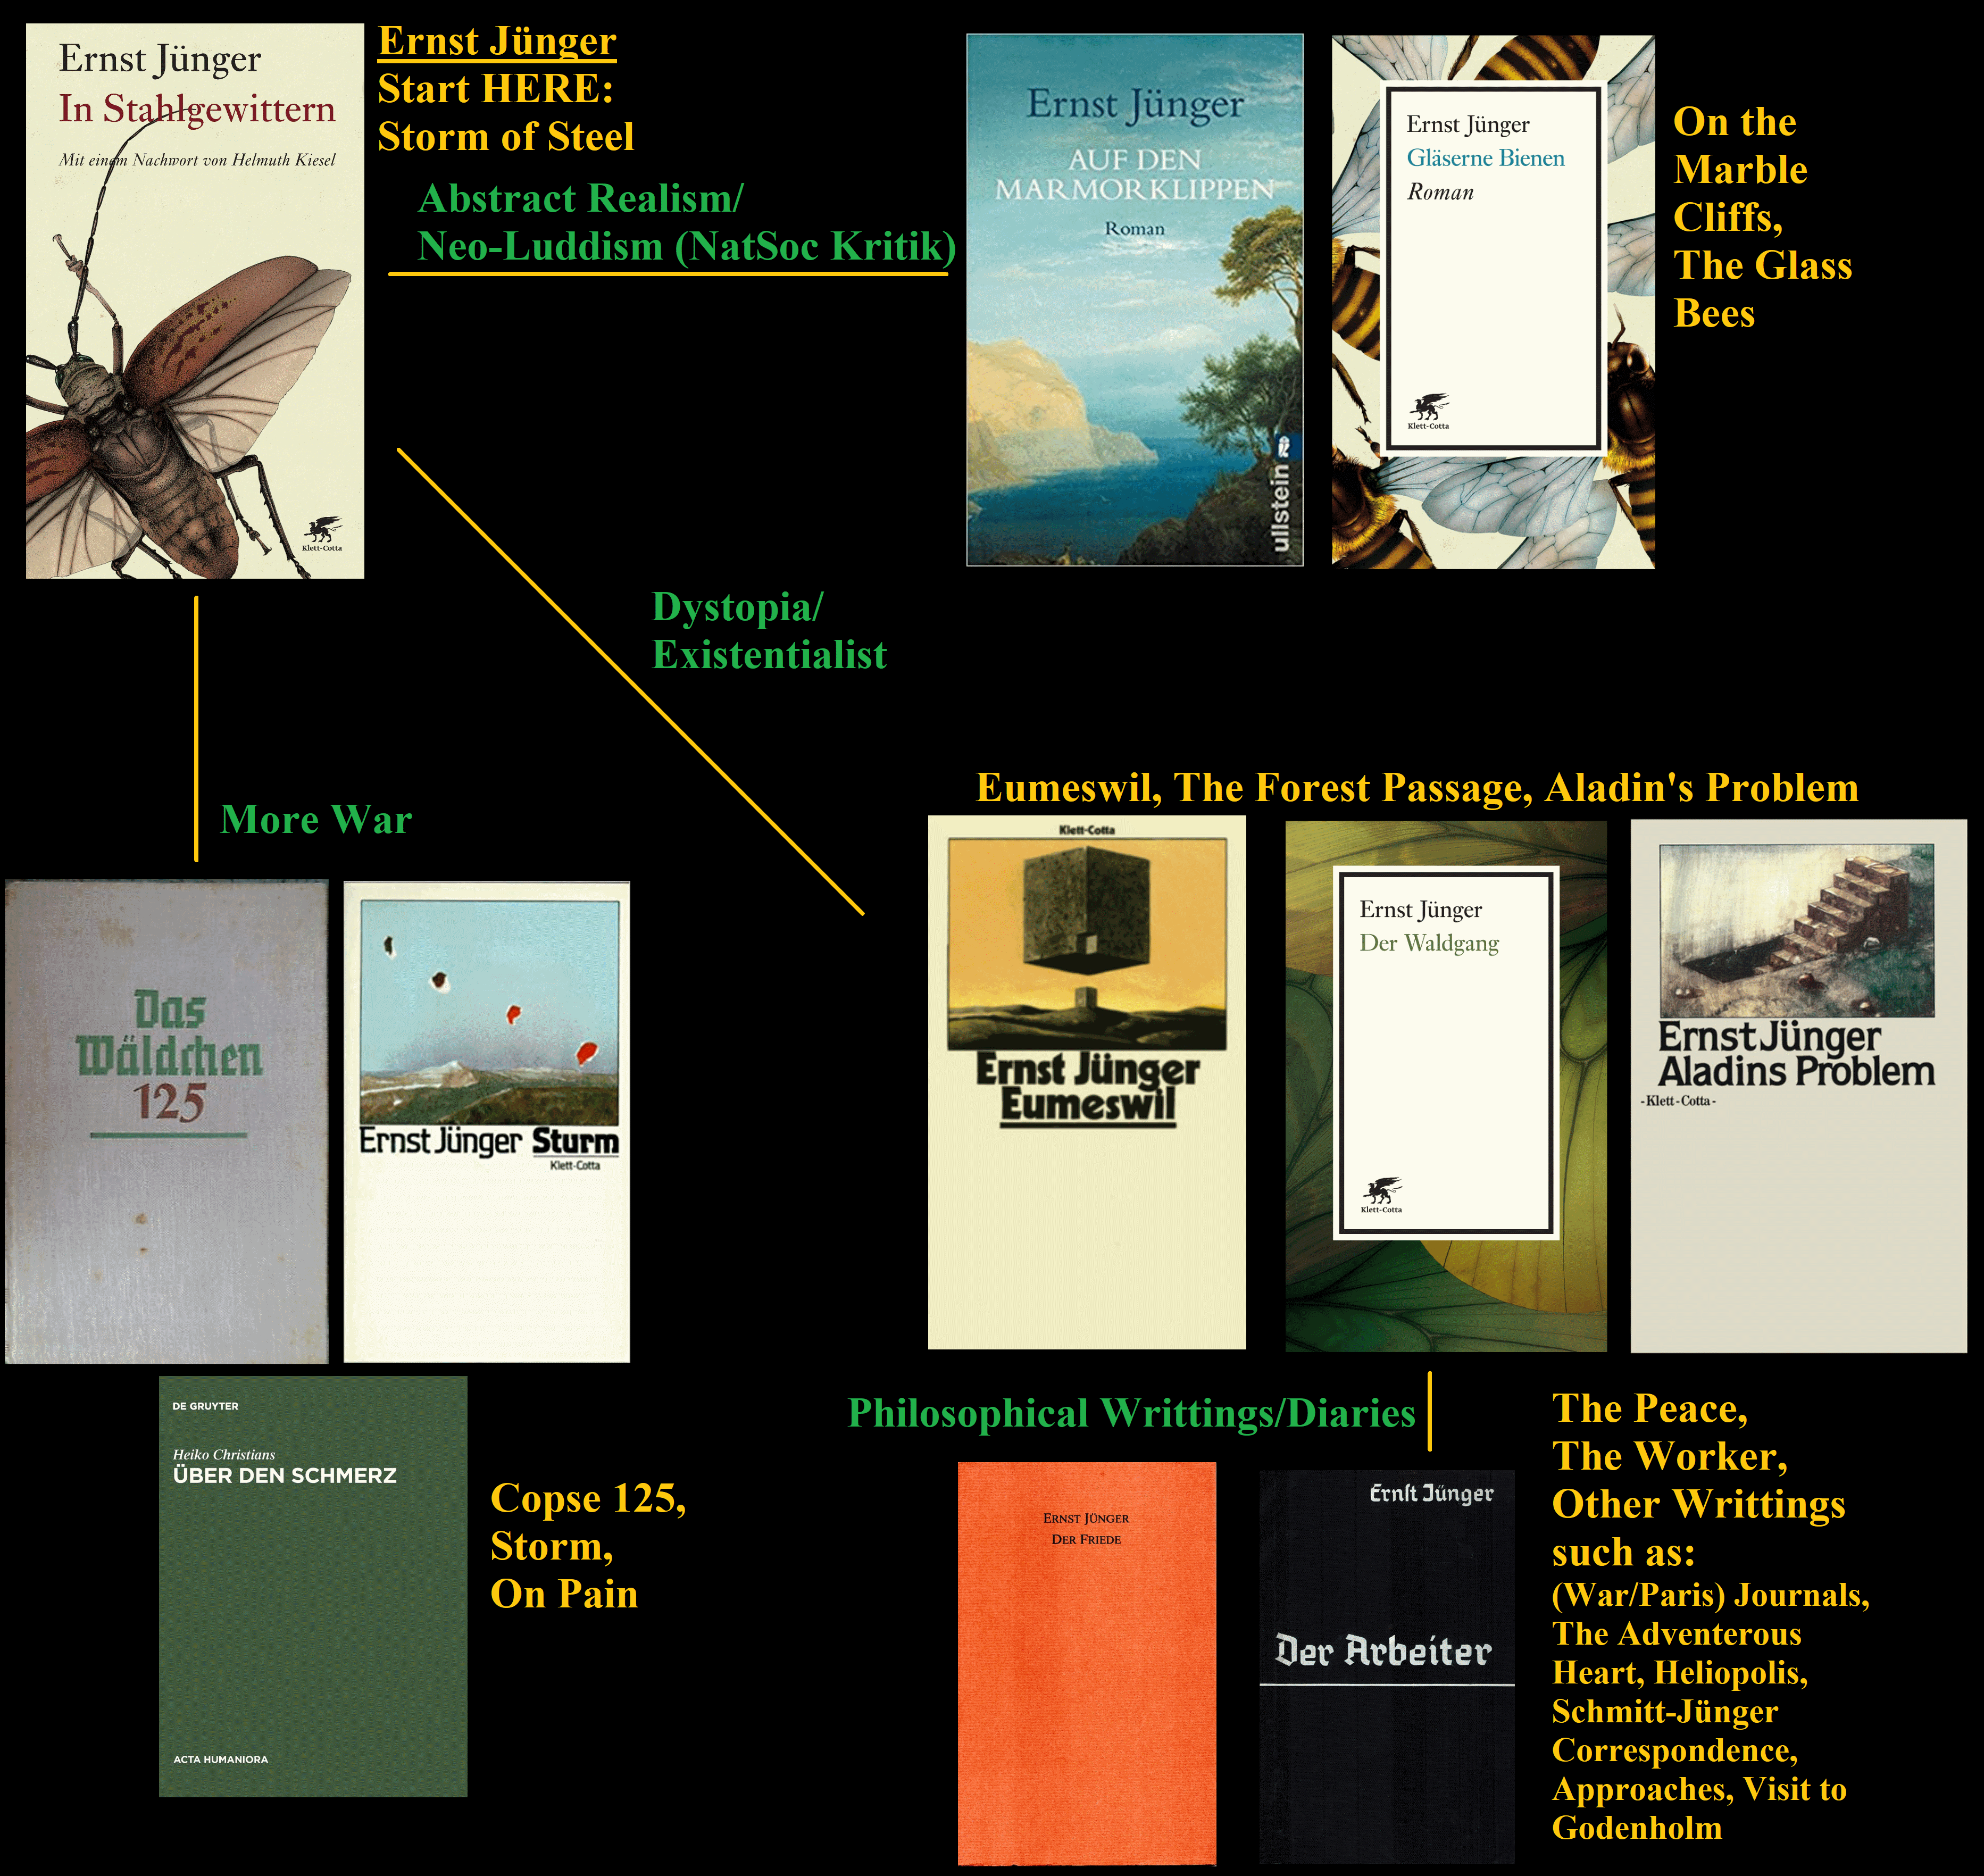 Ernst Jünger
In Stahlgewittern
Mit einem Nachwort von Helmuth Kiesel
Klett-Cotta
Ernst Jünger
Start HERE:
Storm of Steel
Abstract Realism/
Neo-Luddism (NatSoc Kritik)
Ernst Jünger
AUF DEN
MARMORKLIPPEN
Roman
ullstein
Ernst Jünger
Gläserne Bienen
Roman
Klett-Cotta
On the
Marble
Cliffs,
The Glass
Bees
Dystopia/
Existentialist
More War
Das
Wäldchen
125
Ernst Jünger Sturm
Klett-Cotta
DE GRUYTER
Heiko Christians
ÜBER DEN SCHMERZ
ACTA HUMANIORA
Copse 125,
Storm,
On Pain
Eumeswil, The Forest Passage, Aladin's Problem
Klett-Cotta
Ernst Jünger
Eumeswil
Ernst Jünger
Der Waldgang
Klett-Cotta
Ernst Jünger
Aladins Problem
-Klett-Cotta-
Philosophical Writtings/Diaries
ERNST JÜNGER
DER FRIEDE
Ernſt Jünger
Der Arbeiter
The Peace,
The Worker,
Other Writtings
such as:
(War/Paris) Journals,
The Adventerous
Heart, Heliopolis,
Schmitt-Jünger
Correspondence,
Approaches, Visit to
Godenholm